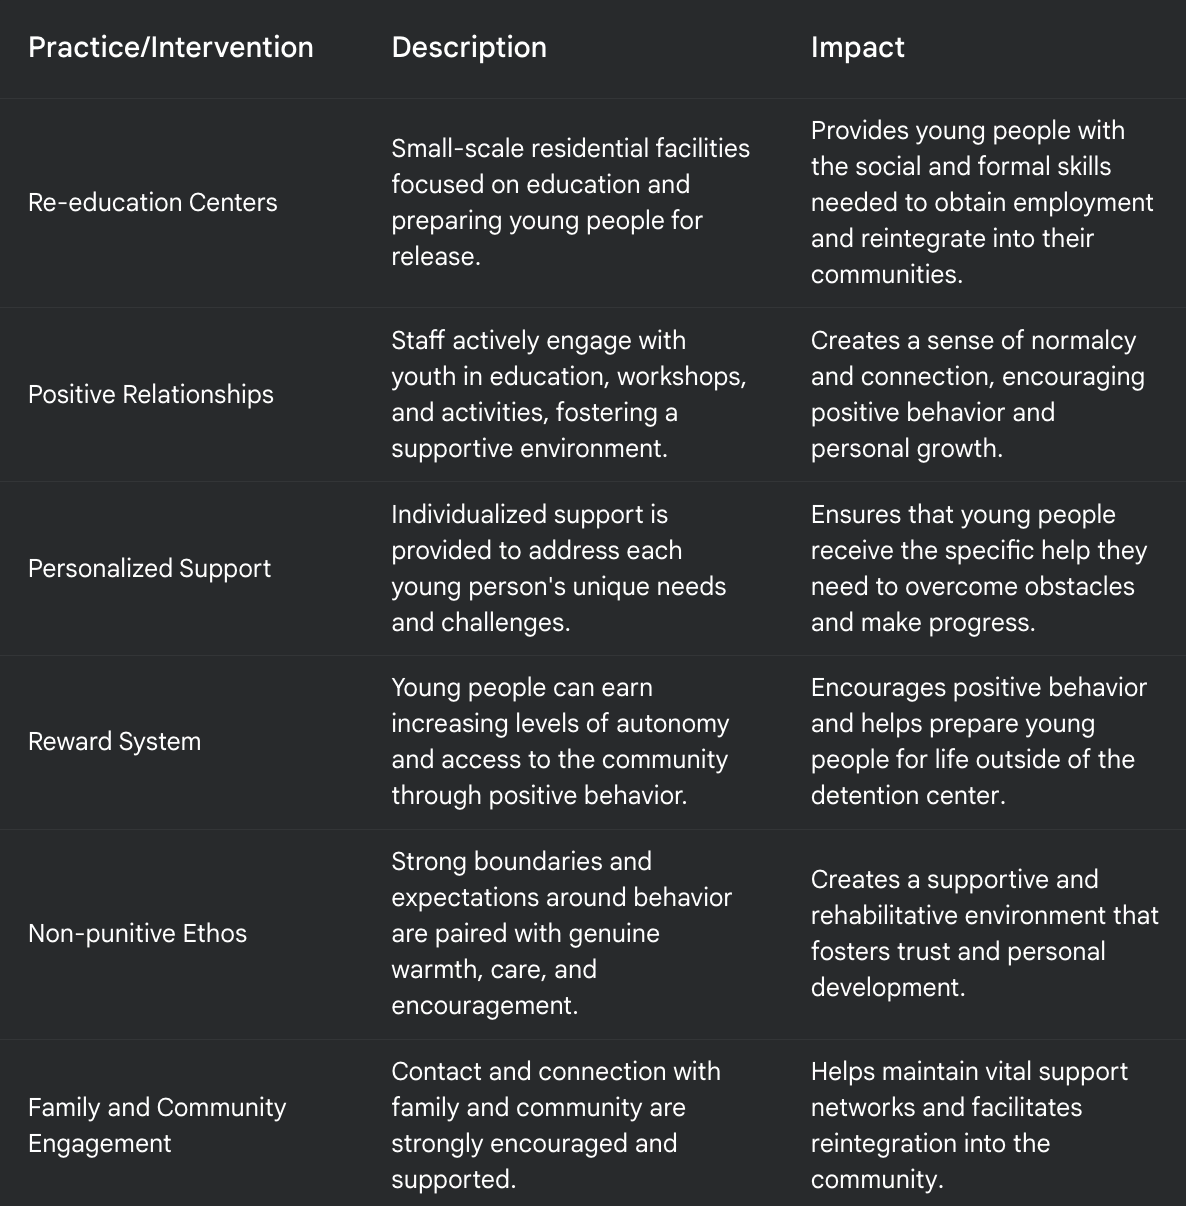 Practice/Intervention
Description
Impact
Re-education Centers
Small-scale residential facilities
focused on education and
preparing young people for
release.
Provides young people with
the social and formal skills
needed to obtain employment
and reintegrate into their
communities.
Positive Relationships
Staff actively engage with
youth in education, workshops,
and activities, fostering a
supportive environment.
Creates a sense of normalcy
and connection, encouraging
positive behavior and
personal growth.
Personalized Support
Individualized support is
provided to address each
young person's unique needs
and challenges.
Ensures that young people
receive the specific help they
need to overcome obstacles
and make progress.
Reward System
Young people can earn
increasing levels of autonomy
and access to the community
through positive behavior.
Encourages positive behavior
and helps prepare young
people for life outside of the
detention center.
Non-punitive Ethos
Strong boundaries and
expectations around behavior
are paired with genuine
warmth, care, and
encouragement.
Creates a supportive and
rehabilitative environment that
fosters trust and personal
development.
Family and Community
Engagement
Contact and connection with
family and community are
strongly encouraged and
supported.
Helps maintain vital support
networks and facilitates
reintegration into the
community.